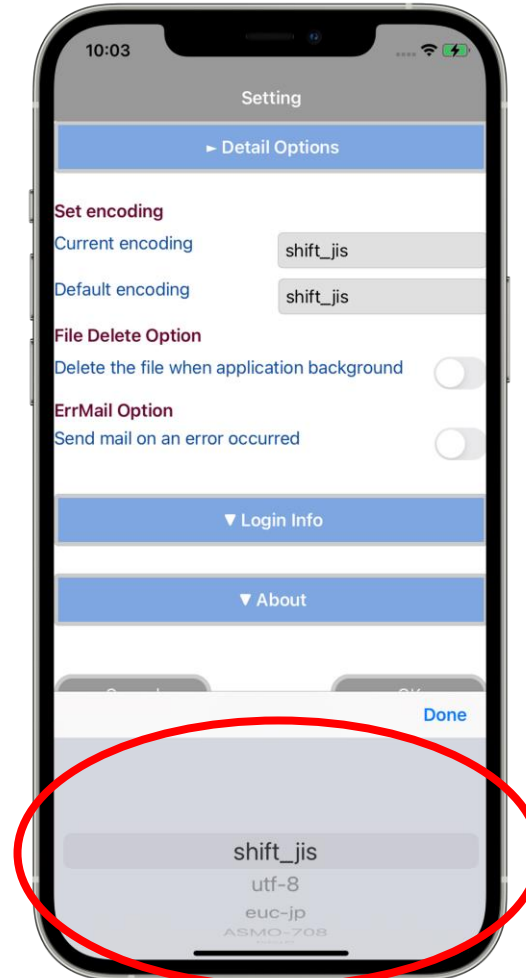 10:03
Setting
► Detail Options
Set encoding
Current encoding shift_jis
Default encoding shift_jis
File Delete Option
Delete the file when application background
ErrMail Option
Send mail on an error occurred
▼ Login Info
▼ About
Done
shift_jis
utf-8
euc-jp
ASMO-708